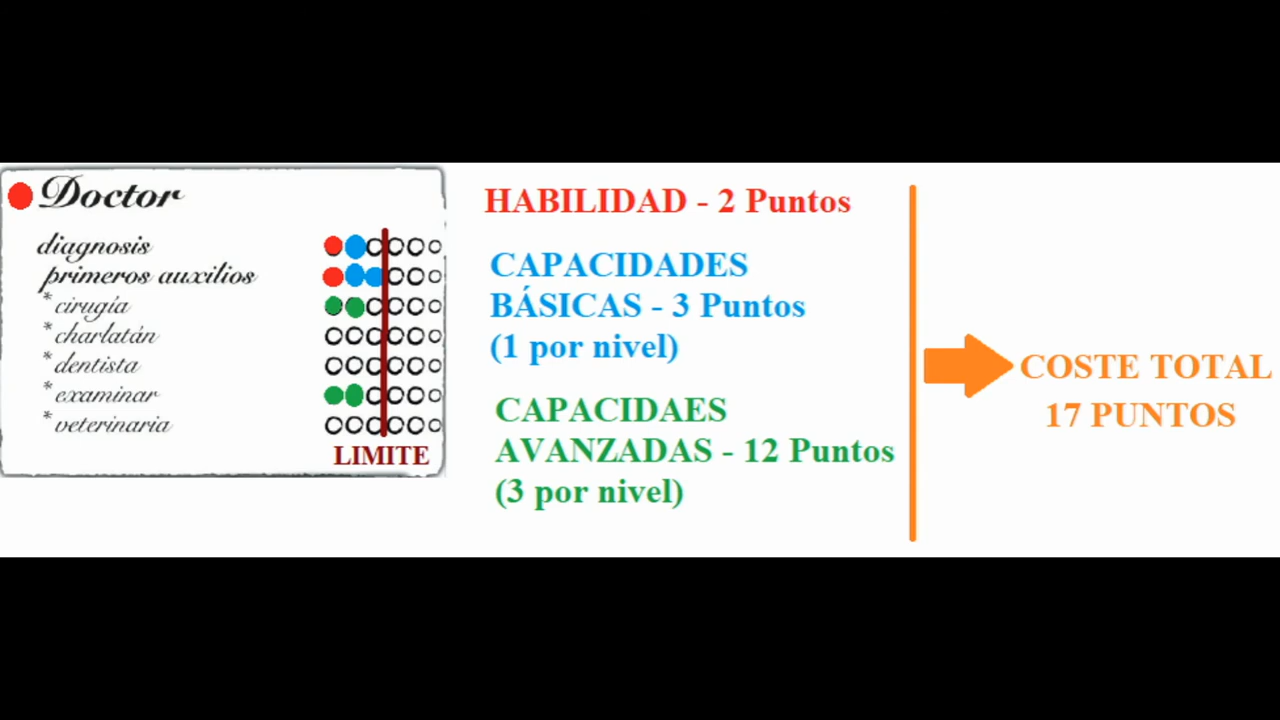 Doctor
diagnosis
primeros auxilios
*cirugía
*charlatán
*dentista
*examinar
*veterinaria
LIMITE
HABILIDAD - 2 Puntos
CAPACIDADES
BÁSICAS - 3 Puntos
(1 por nivel)
CAPACIDAES
AVANZADAS - 12 Puntos
(3 por nivel)
COSTE TOTAL
17 PUNTOS